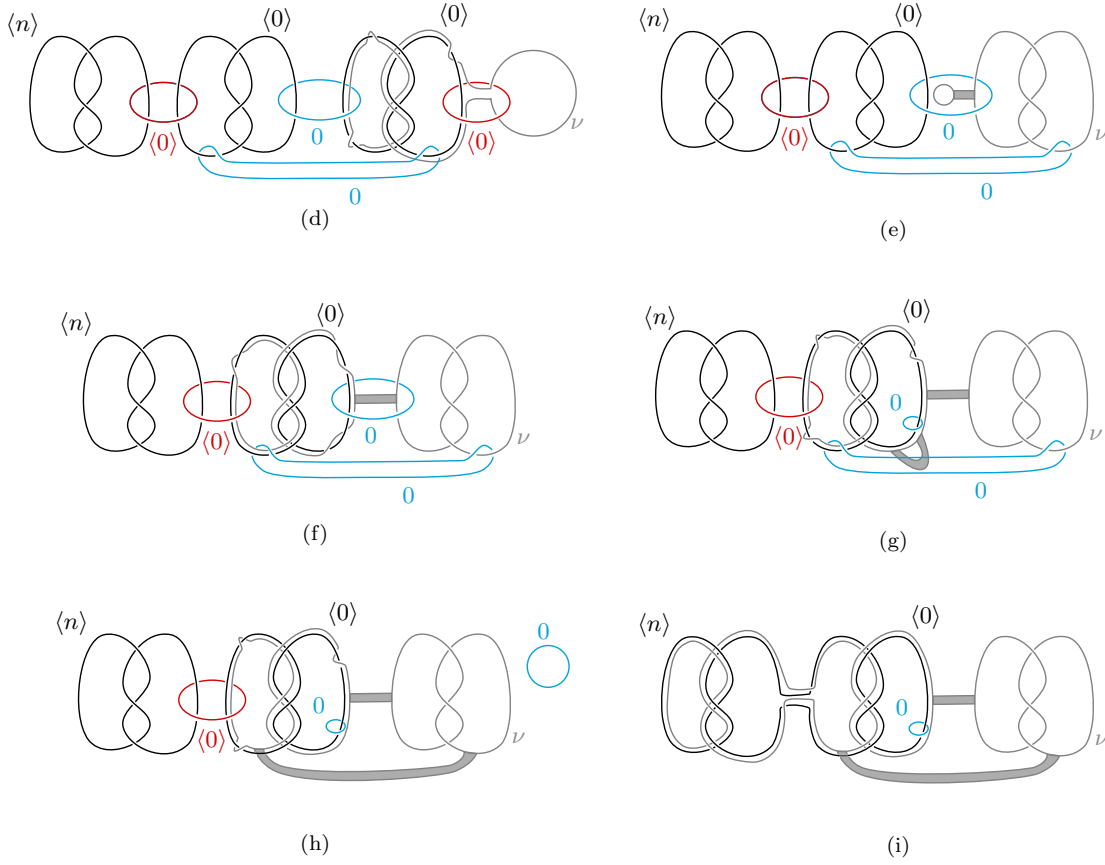 ⟨n⟩ ⟨0⟩ ν ⟨0⟩ 0 ⟨0⟩ 0
(d)
⟨n⟩ ⟨0⟩ ν ⟨0⟩ 0 0
(e)
⟨n⟩ ⟨0⟩ ν ⟨0⟩ 0 0
(f)
⟨n⟩ ⟨0⟩ 0 ν ⟨0⟩ 0
(g)
⟨n⟩ ⟨0⟩ 0 0 ν ⟨0⟩
(h)
⟨n⟩ ⟨0⟩ 0 ν
(i)